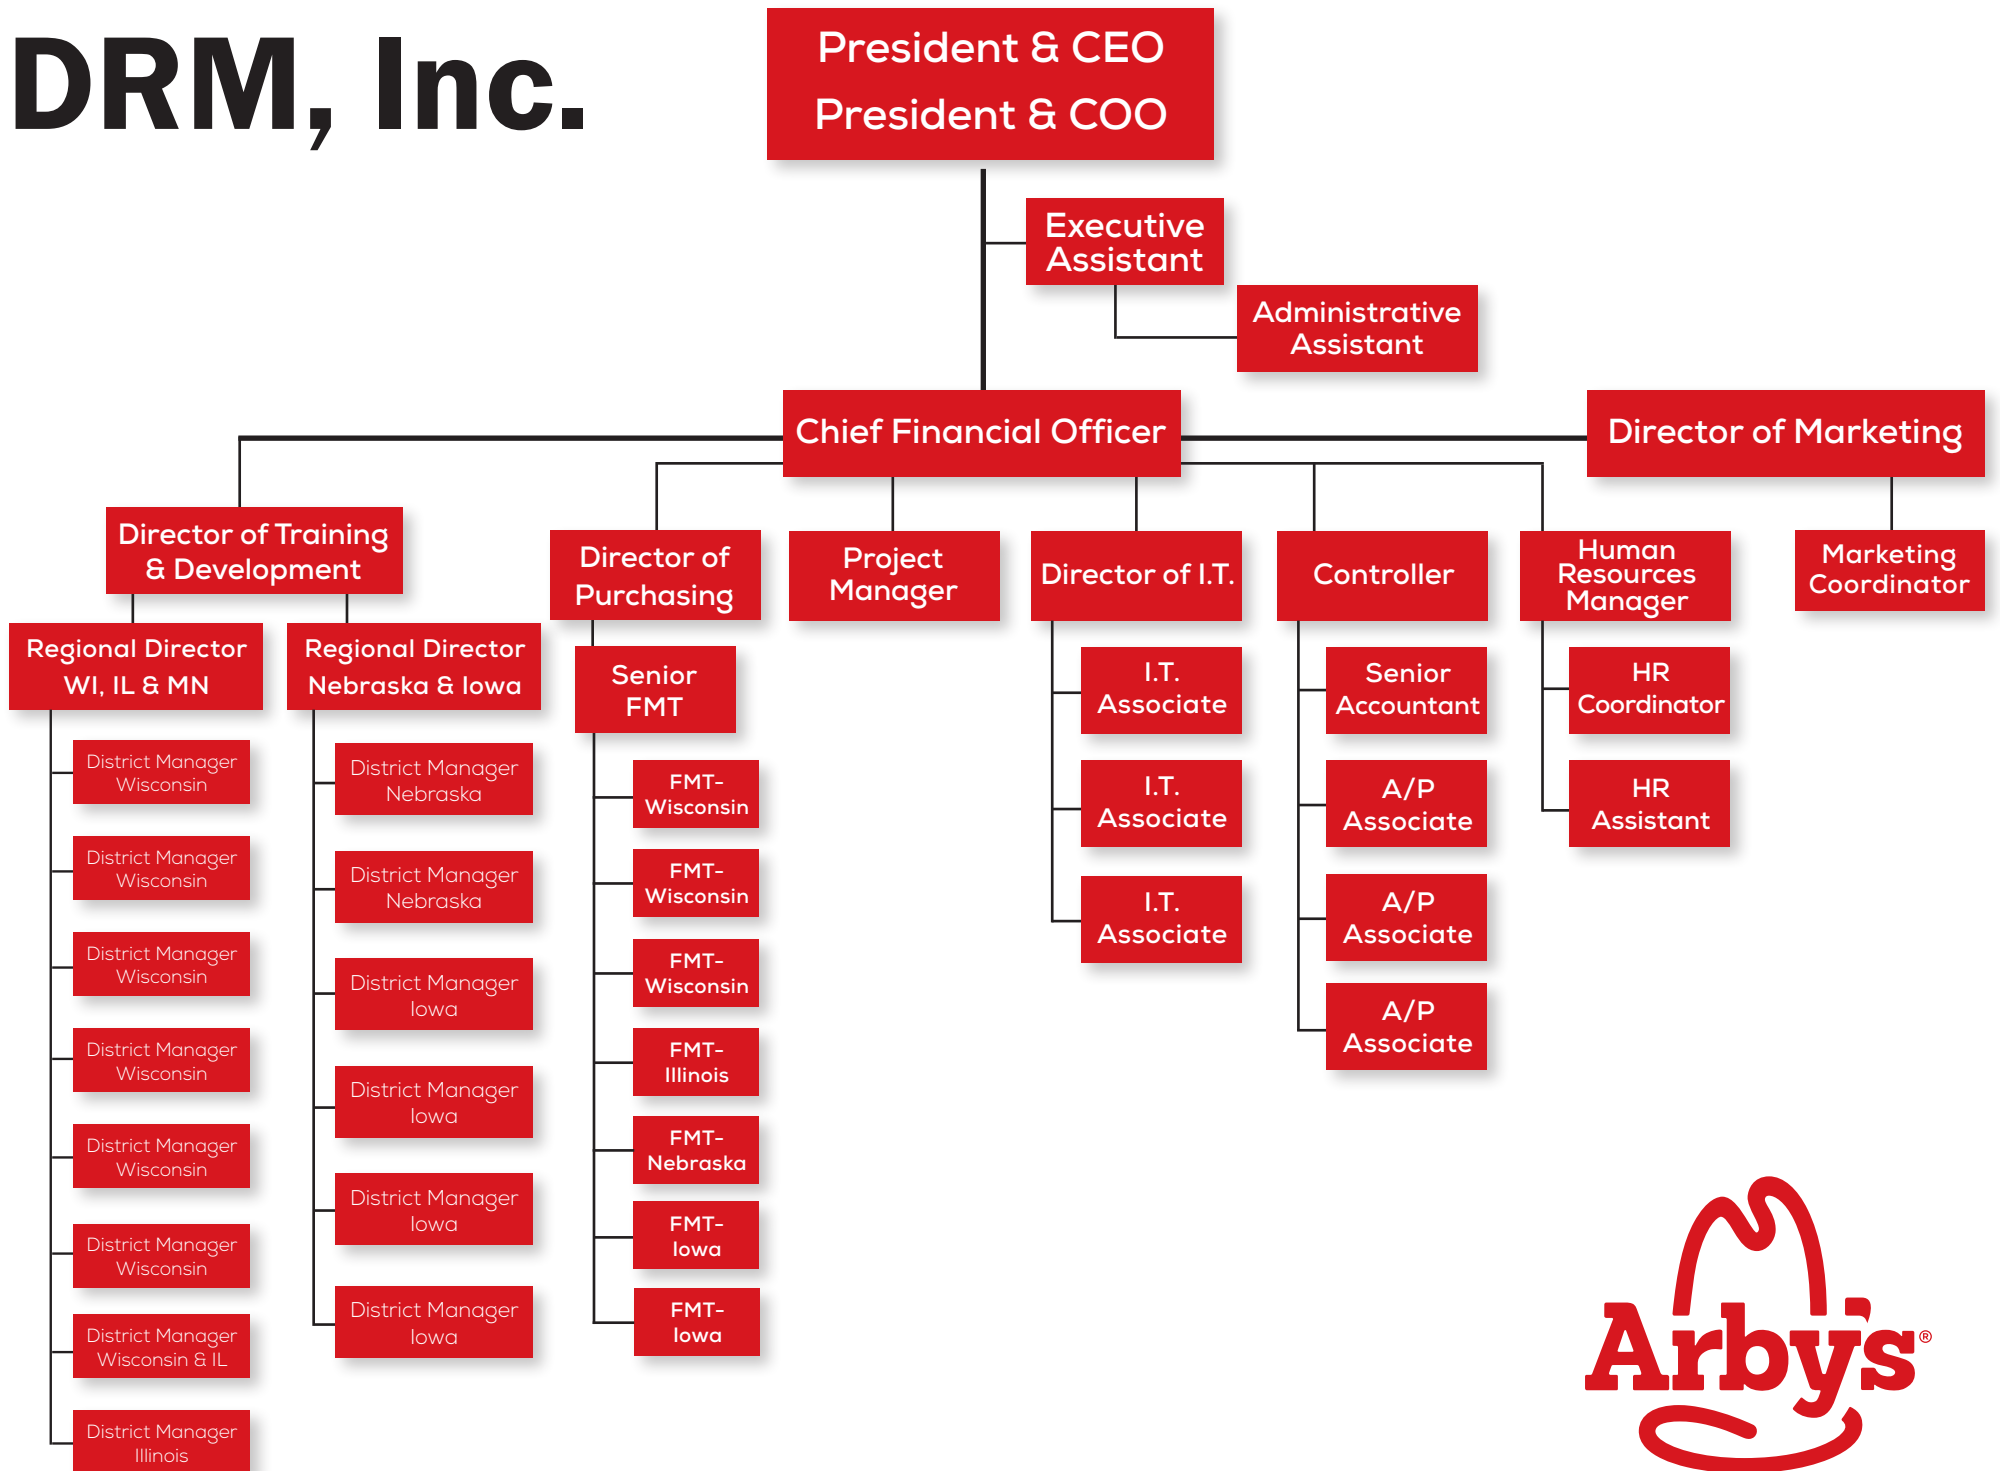 DRM, Inc.
President & CEO
President & COO
Executive
Assistant
Administrative
Assistant
Chief Financial Officer
Director of Marketing
Director of Training
& Development
Director of
Purchasing
Project
Manager
Director of I.T.
Controller
Human
Resources
Manager
Marketing
Coordinator
Regional Director
WI, IL & MN
Regional Director
Nebraska & Iowa
Senior
FMT
I.T.
Associate
Senior
Accountant
HR
Coordinator
District Manager
Wisconsin
District Manager
Wisconsin
District Manager
Wisconsin
District Manager
Wisconsin
District Manager
Wisconsin
District Manager
Wisconsin
District Manager
Wisconsin & IL
District Manager
Illinois
District Manager
Nebraska
District Manager
Nebraska
District Manager
Iowa
District Manager
Iowa
District Manager
Iowa
District Manager
Iowa
FMT-
Wisconsin
FMT-
Wisconsin
FMT-
Wisconsin
FMT-
Illinois
FMT-
Nebraska
FMT-
Iowa
FMT-
Iowa
I.T.
Associate
I.T.
Associate
A/P
Associate
A/P
Associate
A/P
Associate
HR
Assistant
Arby's®